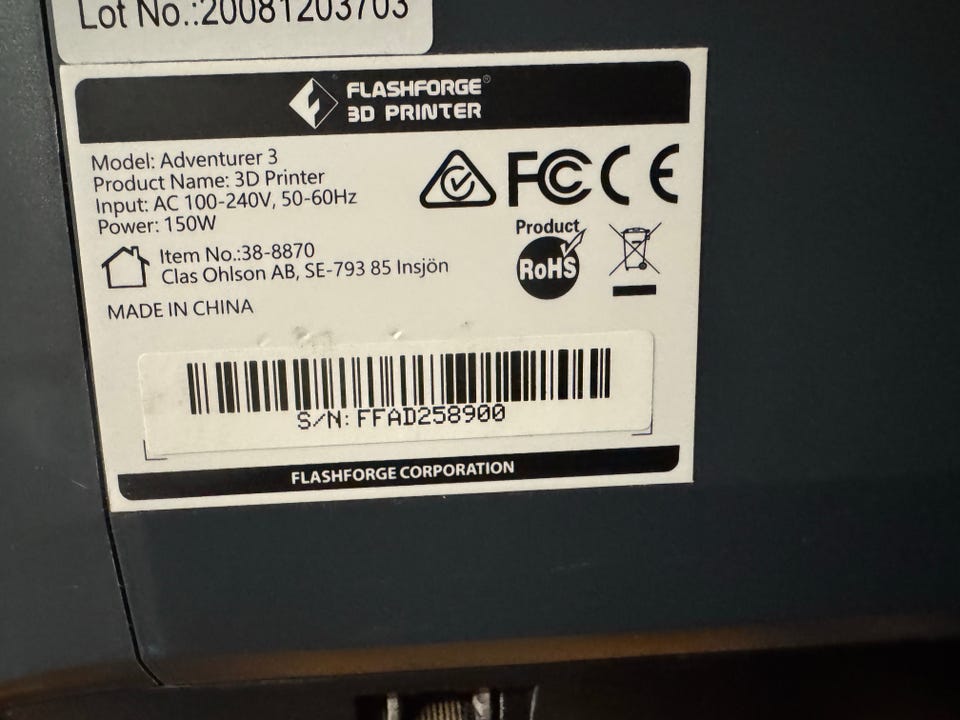 Lot No.:20081203703
FLASHFORGE®
3D PRINTER
Model: Adventurer 3
Product Name: 3D Printer
Input: AC 100-240V, 50-60Hz
Power: 150W
Item No.:38-8870
Clas Ohlson AB, SE-793 85 Insjön
MADE IN CHINA
FC CE
Product
RoHS
S/N: FFAD258900
FLASHFORGE CORPORATION